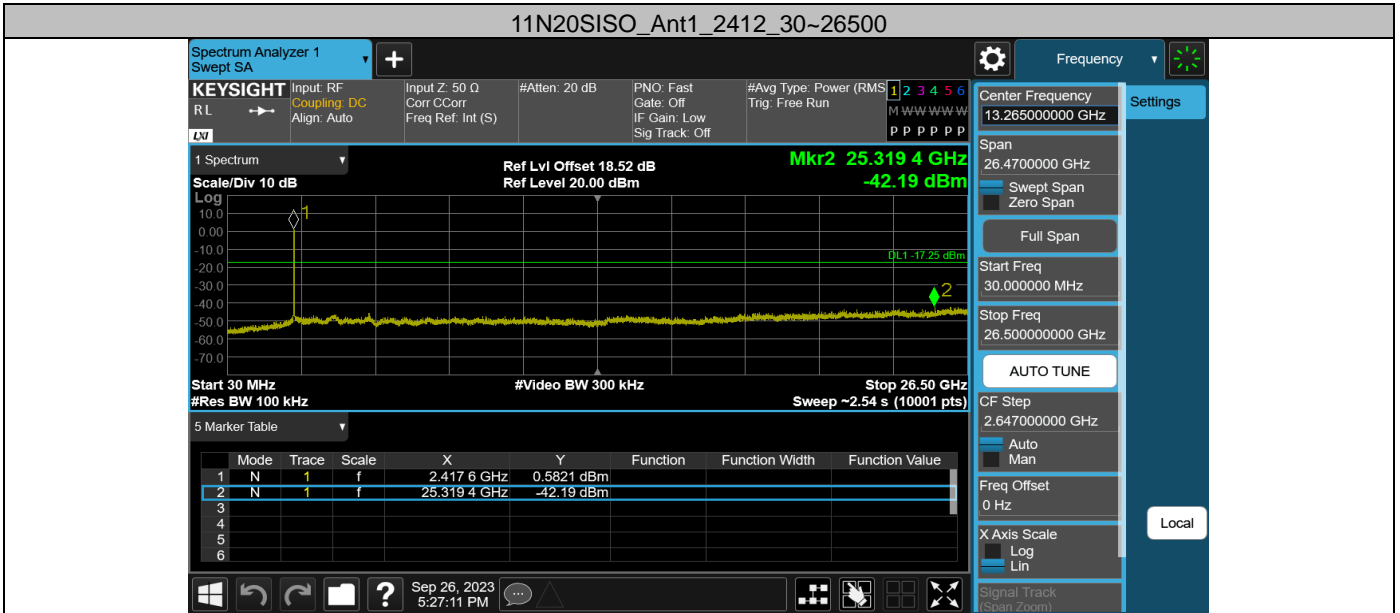 11N20SISO_Ant1_2412_30~26500
Spectrum Analyzer 1
Swept SA
+
Frequency
KEYSIGHT
RL
LXI
Input: RF
Coupling: DC
Align: Auto
Input Z: 50 Ω
Corr CCorr
Freq Ref: Int (S)
#Atten: 20 dB
PNO: Fast
Gate: Off
IF Gain: Low
Sig Track: Off
#Avg Type: Power (RMS
Trig: Free Run
1 2 3 4 5 6
M W W W W W
P P P P P P
1 Spectrum
Scale/Div 10 dB
Ref Lvl Offset 18.52 dB
Ref Level 20.00 dBm
Mkr2 25.319 4 GHz
-42.19 dBm
Log
10.0
0.00
-10.0
-20.0
-30.0
-40.0
-50.0
-60.0
-70.0
1
DL1 -17.25 dBm
2
Start 30 MHz
#Video BW 300 kHz
Stop 26.50 GHz
#Res BW 100 kHz
Sweep ~2.54 s (10001 pts)
5 Marker Table
Mode Trace Scale X Y Function Function Width Function Value
1 N 1 f 2.417 6 GHz 0.5821 dBm
2 N 1 f 25.319 4 GHz -42.19 dBm
3
4
5
6
Center Frequency
13.265000000 GHz
Settings
Span
26.4700000 GHz
Swept Span
Zero Span
Full Span
Start Freq
30.000000 MHz
Stop Freq
26.500000000 GHz
AUTO TUNE
CF Step
2.647000000 GHz
Auto
Man
Freq Offset
0 Hz
X Axis Scale
Log
Lin
Local
Signal Track
(Span Zoom)
?
Sep 26, 2023
5:27:11 PM